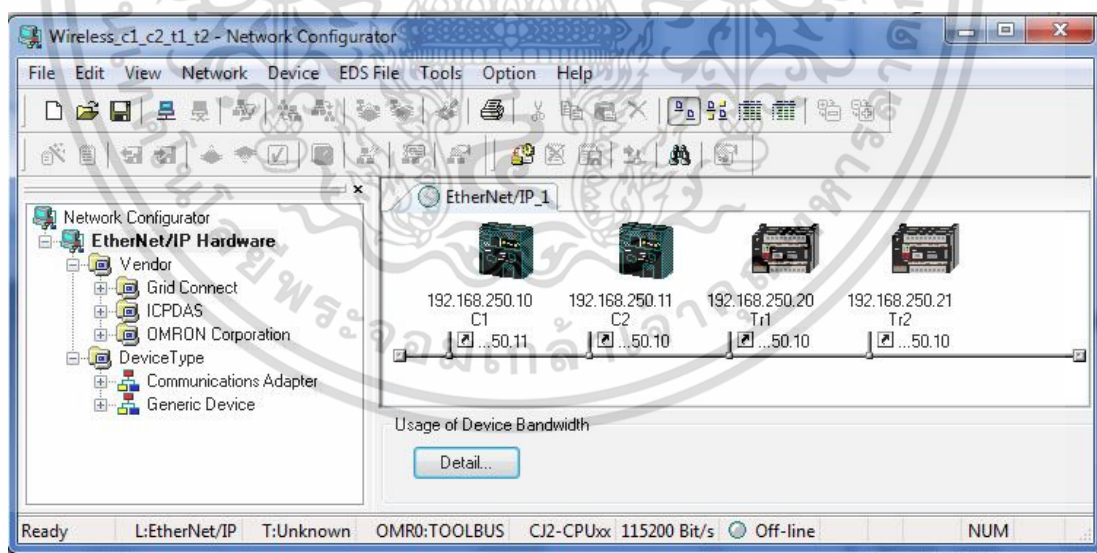 Wireless_c1_c2_t1_t2 - Network Configurator
File Edit View Network Device EDS File Tools Option Help
EtherNet/IP_1
Network Configurator
EtherNet/IP Hardware
Vendor
Grid Connect
ICPDAS
OMRON Corporation
DeviceType
Communications Adapter
Generic Device
192.168.250.10 192.168.250.11 192.168.250.20 192.168.250.21
C1 C2 Tr1 Tr2
...50.11 ...50.10 ...50.10 ...50.10
Usage of Device Bandwidth
Detail...
Ready L:EtherNet/IP T:Unknown OMR0:TOOLBUS CJ2-CPUxx 115200 Bit/s Off-line NUM